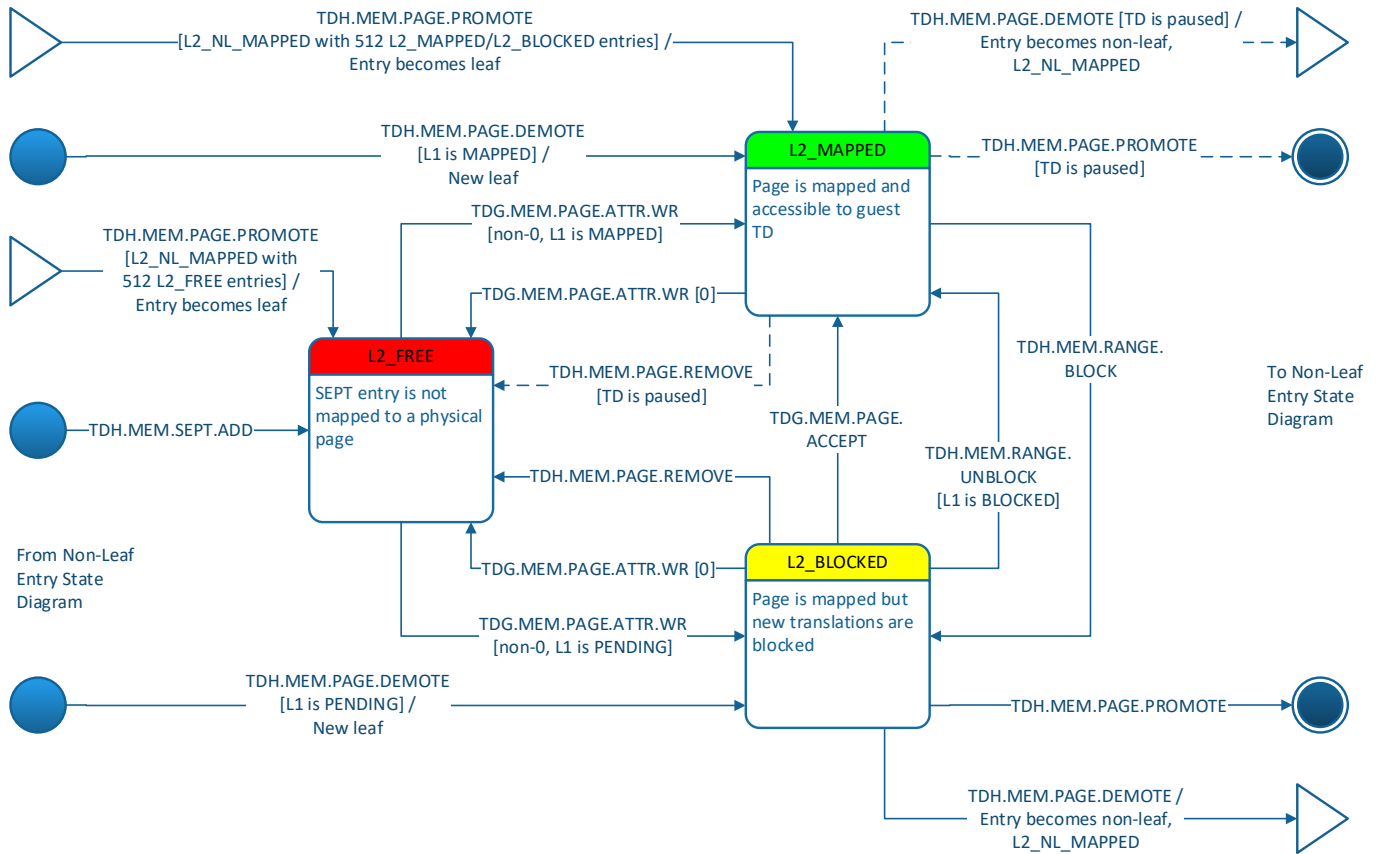 TDH.MEM.PAGE.PROMOTE
[L2_NL_MAPPED with 512 L2_MAPPED/L2_BLOCKED entries] /
Entry becomes leaf
TDH.MEM.PAGE.DEMOTE [TD is paused] /
Entry becomes non-leaf,
L2_NL_MAPPED
TDH.MEM.PAGE.DEMOTE
[L1 is MAPPED] /
New leaf
L2_MAPPED
Page is mapped and
accessible to guest
TD
TDH.MEM.PAGE.PROMOTE
[TD is paused]
TDG.MEM.PAGE.ATTR.WR
[non-0, L1 is MAPPED]
TDH.MEM.PAGE.PROMOTE
[L2_NL_MAPPED with
512 L2_FREE entries] /
Entry becomes leaf
TDG.MEM.PAGE.ATTR.WR [0]
L2_FREE
SEPT entry is not
mapped to a physical
page
TDH.MEM.PAGE.REMOVE
[TD is paused]
TDH.MEM.RANGE.
BLOCK
To Non-Leaf
Entry State
Diagram
TDH.MEM.SEPT.ADD
TDG.MEM.PAGE.
ACCEPT
TDH.MEM.RANGE.
UNBLOCK
[L1 is BLOCKED]
TDH.MEM.PAGE.REMOVE
From Non-Leaf
Entry State
Diagram
TDG.MEM.PAGE.ATTR.WR [0]
L2_BLOCKED
Page is mapped but
new translations are
blocked
TDG.MEM.PAGE.ATTR.WR
[non-0, L1 is PENDING]
TDH.MEM.PAGE.DEMOTE
[L1 is PENDING] /
New leaf
TDH.MEM.PAGE.PROMOTE
TDH.MEM.PAGE.DEMOTE /
Entry becomes non-leaf,
L2_NL_MAPPED